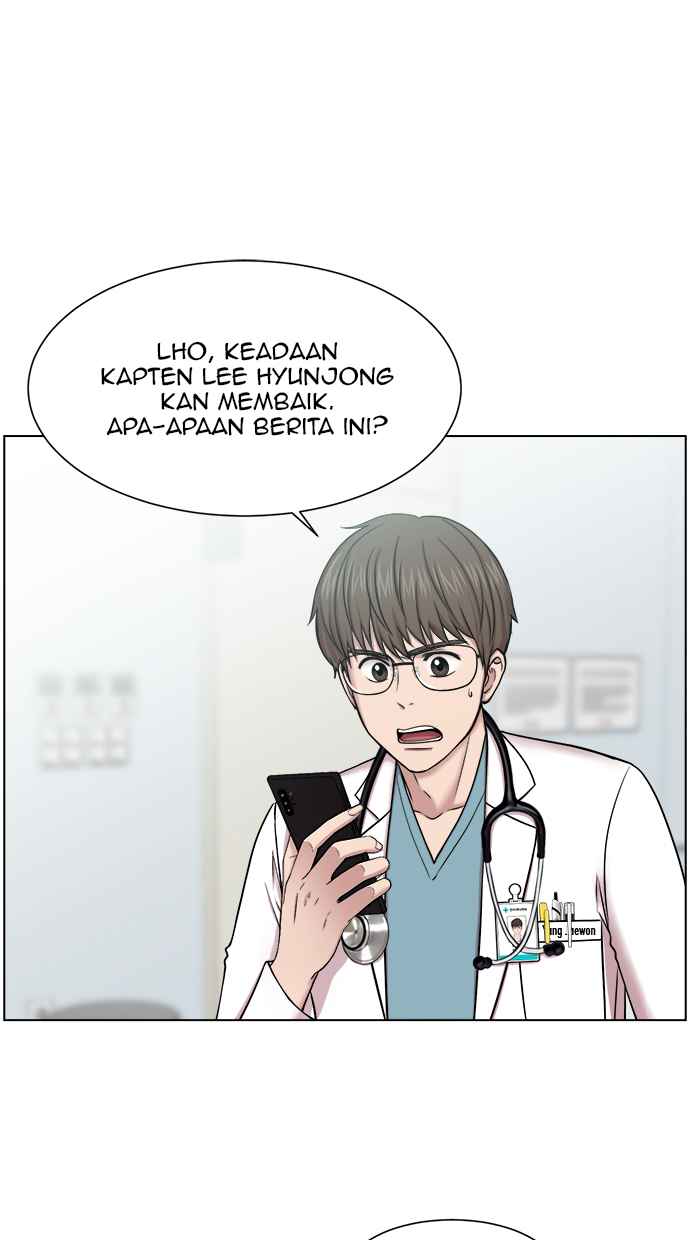 LHO, KEADAAN
KAPTEN LEE HYUNJONG
KAN MEMBAIK.
APA-APAAN BERITA INI?